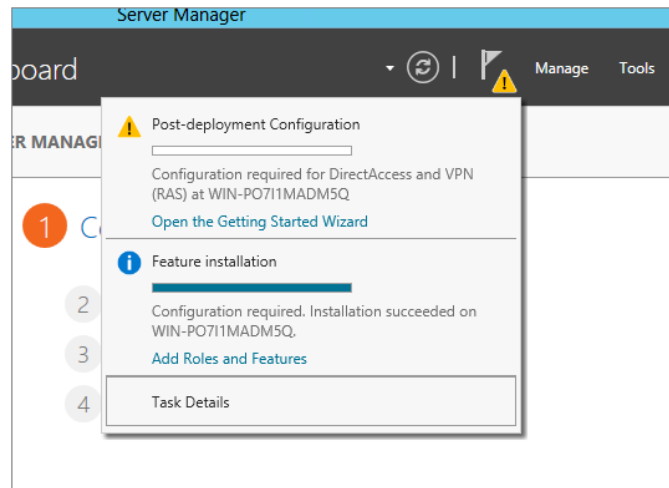 Server Manager
board
Manage Tools
Post-deployment Configuration
ER MANAG
Configuration required for DirectAccess and VPN
(RAS) at WIN-PO7I1MADM5Q
Open the Getting Started Wizard
1 C
Feature installation
2
Configuration required. Installation succeeded on
WIN-PO7I1MADM5Q.
3
Add Roles and Features
4
Task Details